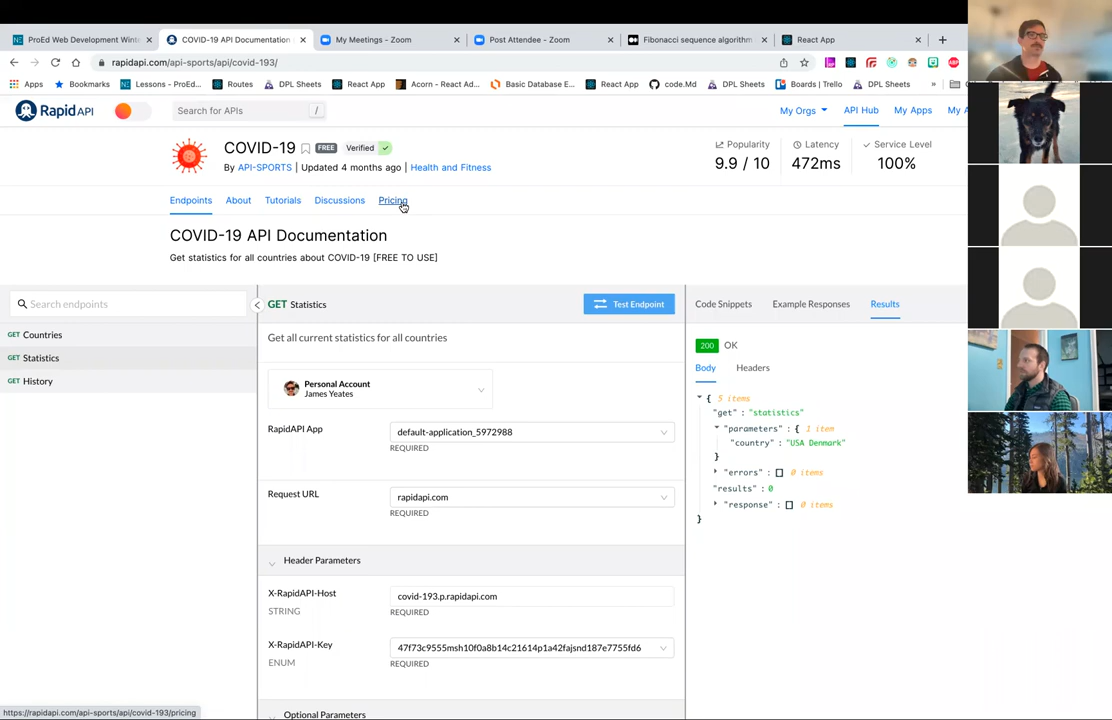 ProEd Web Development Wint
COVID-19 API Documentation
My Meetings - Zoom
Post Attendee - Zoom
Fibonacci sequence algorithm
React App
rapidapi.com/api-sports/api/covid-193/
Apps
Bookmarks
Lessons - ProEd...
Routes
DPL Sheets
React App
Acorn - React Ad...
Basic Database E...
React App
code.Md
DPL Sheets
Boards | Trello
DPL Sheets
»
Rapid API
Search for APIs
/
My Orgs
API Hub
My Apps
My A
COVID-19
FREE
Verified
By API-SPORTS | Updated 4 months ago | Health and Fitness
Popularity
9.9 / 10
Latency
472ms
Service Level
100%
Endpoints
About
Tutorials
Discussions
Pricing
COVID-19 API Documentation
Get statistics for all countries about COVID-19 [FREE TO USE]
Search endpoints
GET Countries
GET Statistics
GET History
GET Statistics
Test Endpoint
Get all current statistics for all countries
Personal Account
James Yeates
RapidAPI App
default-application_5972988
REQUIRED
Request URL
rapidapi.com
REQUIRED
Header Parameters
X-RapidAPI-Host
STRING
covid-193.p.rapidapi.com
REQUIRED
X-RapidAPI-Key
ENUM
47f73c9555msh10f0a8b14c21614p1a42fajsnd187e7755fd6
REQUIRED
Optional Parameters
Code Snippets
Example Responses
Results
200 OK
Body
Headers
{ 5 items
"get" : "statistics"
"parameters" : { 1 item
"country" : "USA Denmark"
}
"errors" : [] 0 items
"results" : 0
"response" : [] 0 items
}
https://rapidapi.com/api-sports/api/covid-193/pricing